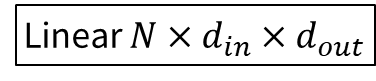 Linear N × d_in × d_out